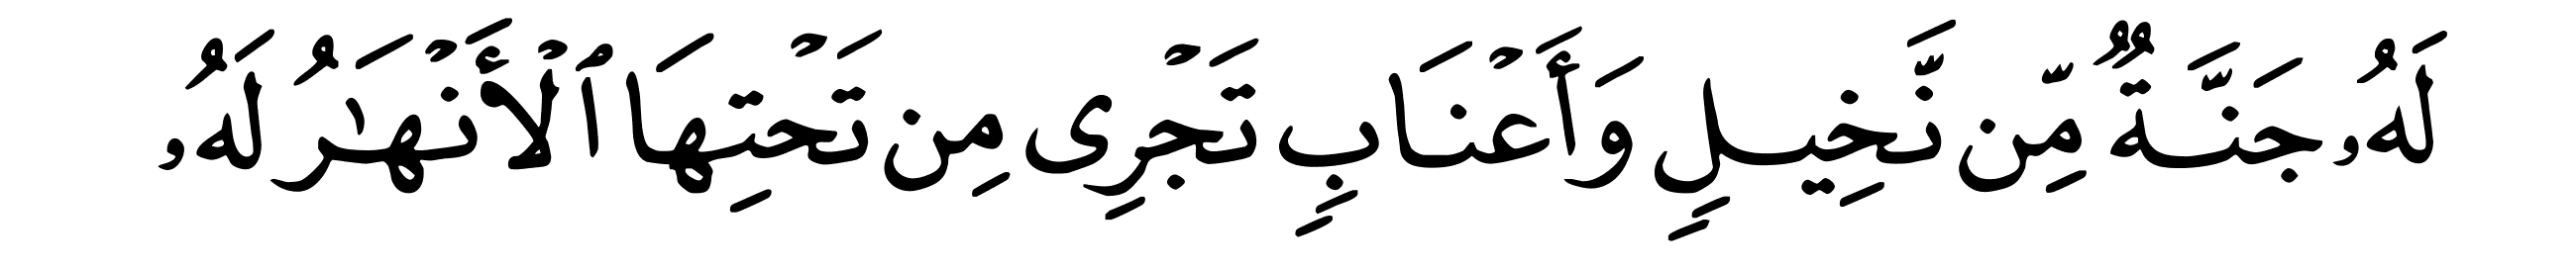 لَهُۥ جَنَّةٌ مِّن نَّخِيلٍ وَأَعْنَابٍ تَجْرِى مِن تَحْتِهَا ٱلْأَنْهَـٰرُ لَهُۥ